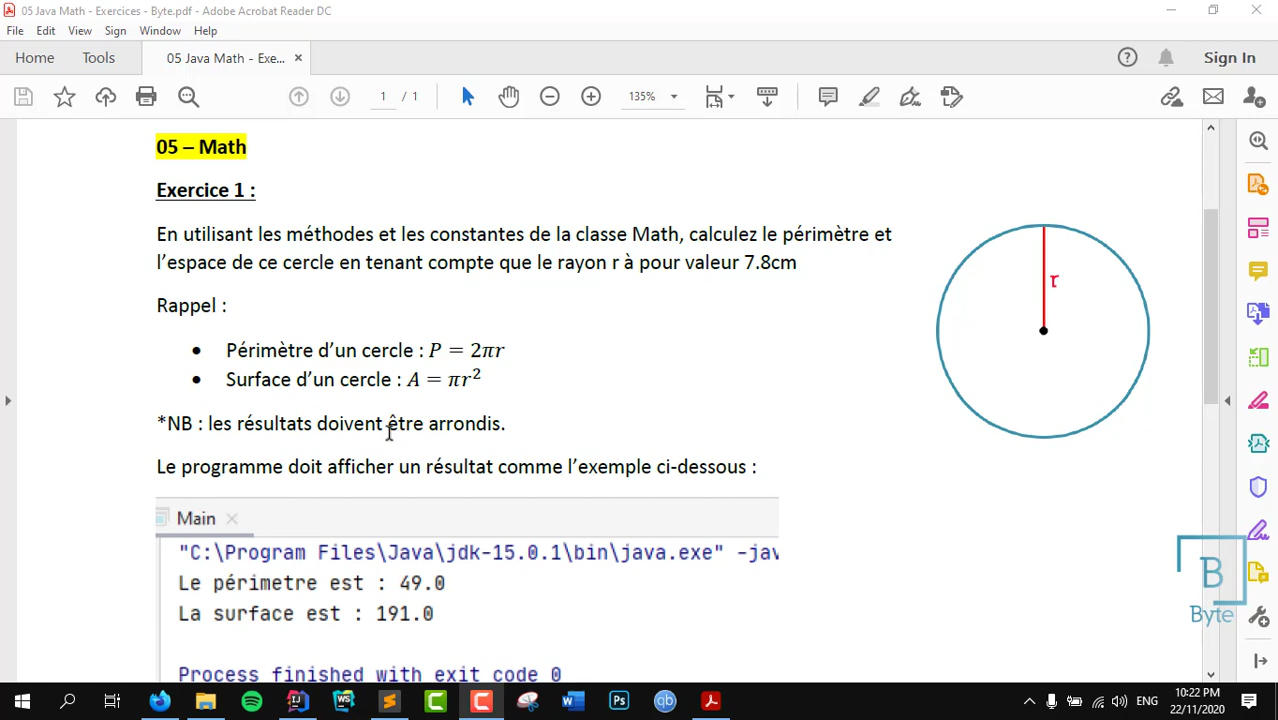 05 Java Math - Exercices - Byte.pdf - Adobe Acrobat Reader DC
File Edit View Sign Window Help
Home Tools 05 Java Math - Exe... × Sign In
1 / 1 135%
05 – Math
Exercice 1 :
En utilisant les méthodes et les constantes de la classe Math, calculez le périmètre et
l’espace de ce cercle en tenant compte que le rayon r à pour valeur 7.8cm
r
Rappel :
• Périmètre d’un cercle : P = 2πr
• Surface d’un cercle : A = πr²
*NB : les résultats doivent être arrondis.
Le programme doit afficher un résultat comme l’exemple ci-dessous :
Main ×
"C:\Program Files\Java\jdk-15.0.1\bin\java.exe" -jav
Le périmetre est : 49.0
La surface est : 191.0
Process finished with exit code 0
B
Byte
ENG
10:22 PM
22/11/2020